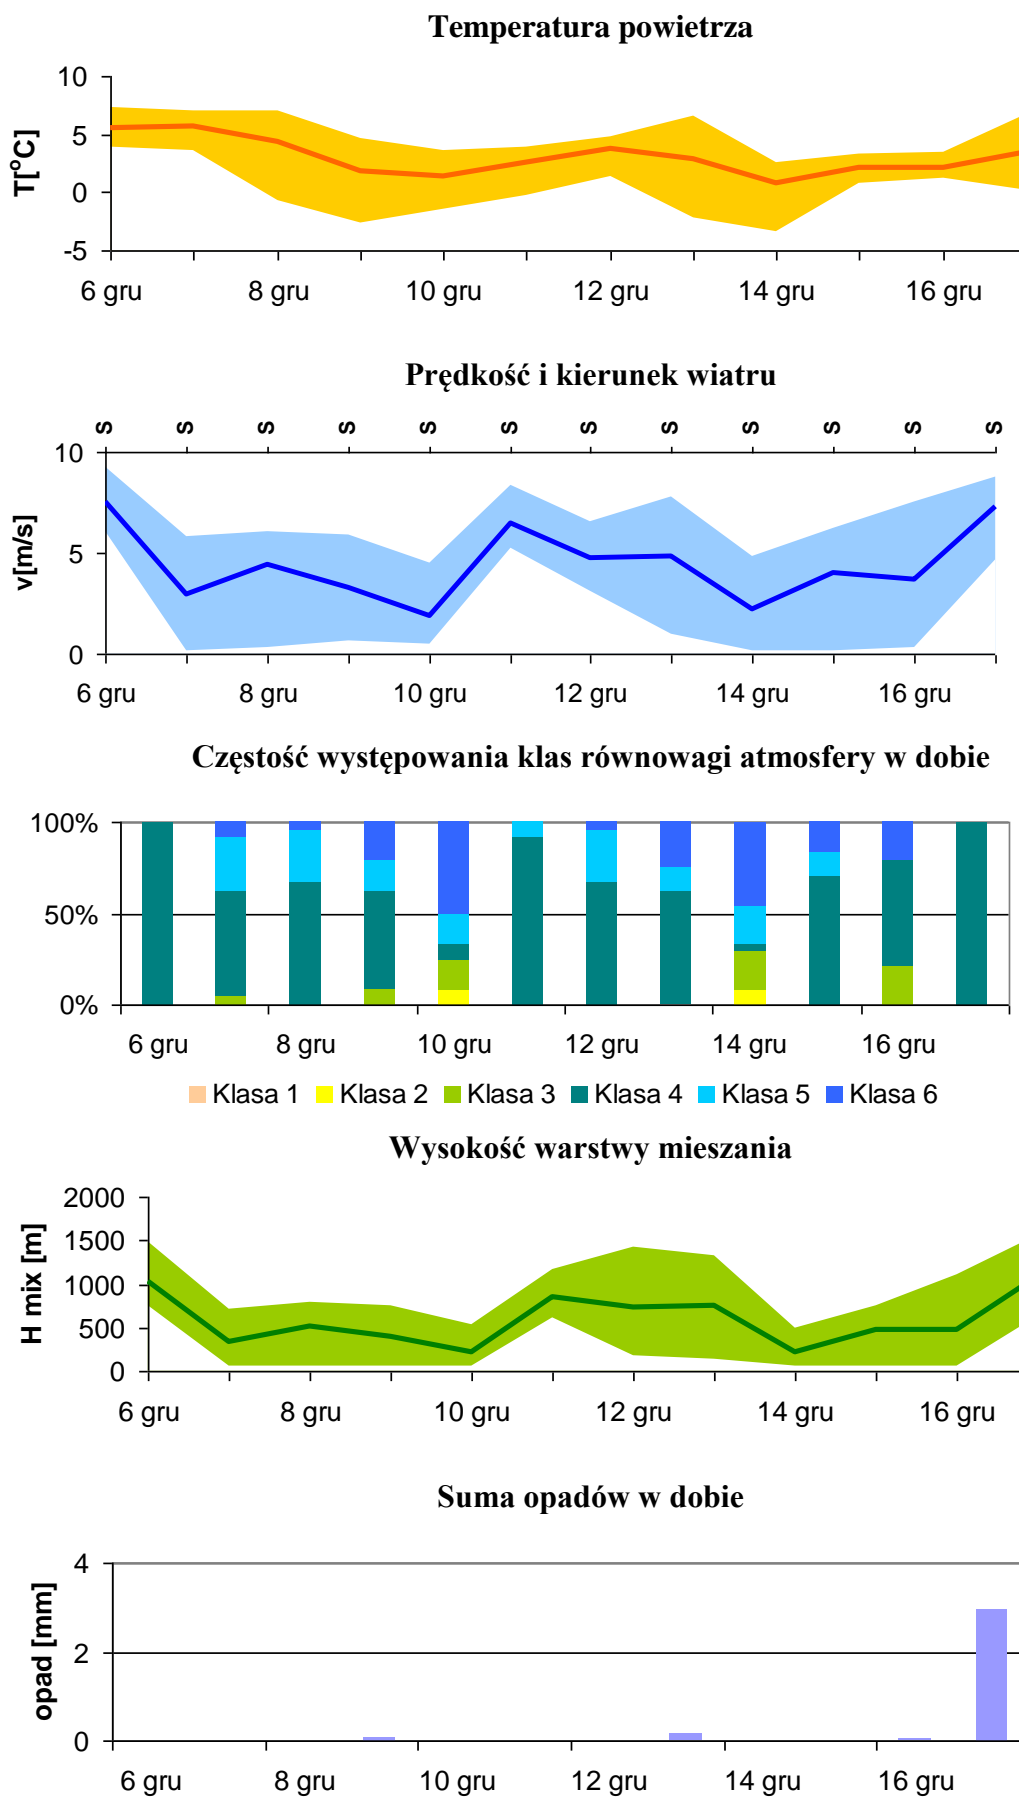 Temperatura powietrza
T[°C]
10
5
0
-5
6 gru 8 gru 10 gru 12 gru 14 gru 16 gru
Prędkość i kierunek wiatru
S S S S S S S S S S S S
v[m/s]
10
5
0
6 gru 8 gru 10 gru 12 gru 14 gru 16 gru
Częstość występowania klas równowagi atmosfery w dobie
100%
50%
0%
6 gru 8 gru 10 gru 12 gru 14 gru 16 gru
Klasa 1 Klasa 2 Klasa 3 Klasa 4 Klasa 5 Klasa 6
Wysokość warstwy mieszania
H mix [m]
2000
1500
1000
500
0
6 gru 8 gru 10 gru 12 gru 14 gru 16 gru
Suma opadów w dobie
opad [mm]
4
2
0
6 gru 8 gru 10 gru 12 gru 14 gru 16 gru